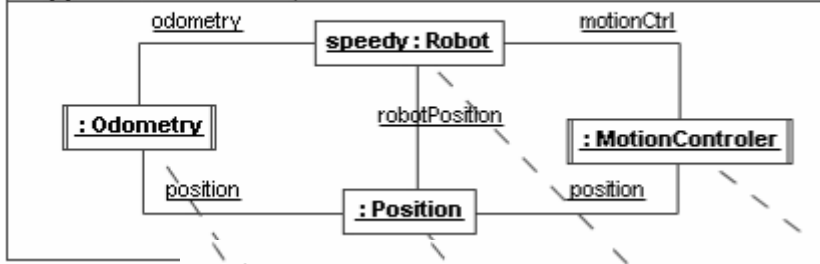 odometry
motionCtrl
speedy : Robot
robotPosition
: Odometry
: MotionControler
position
position
: Position